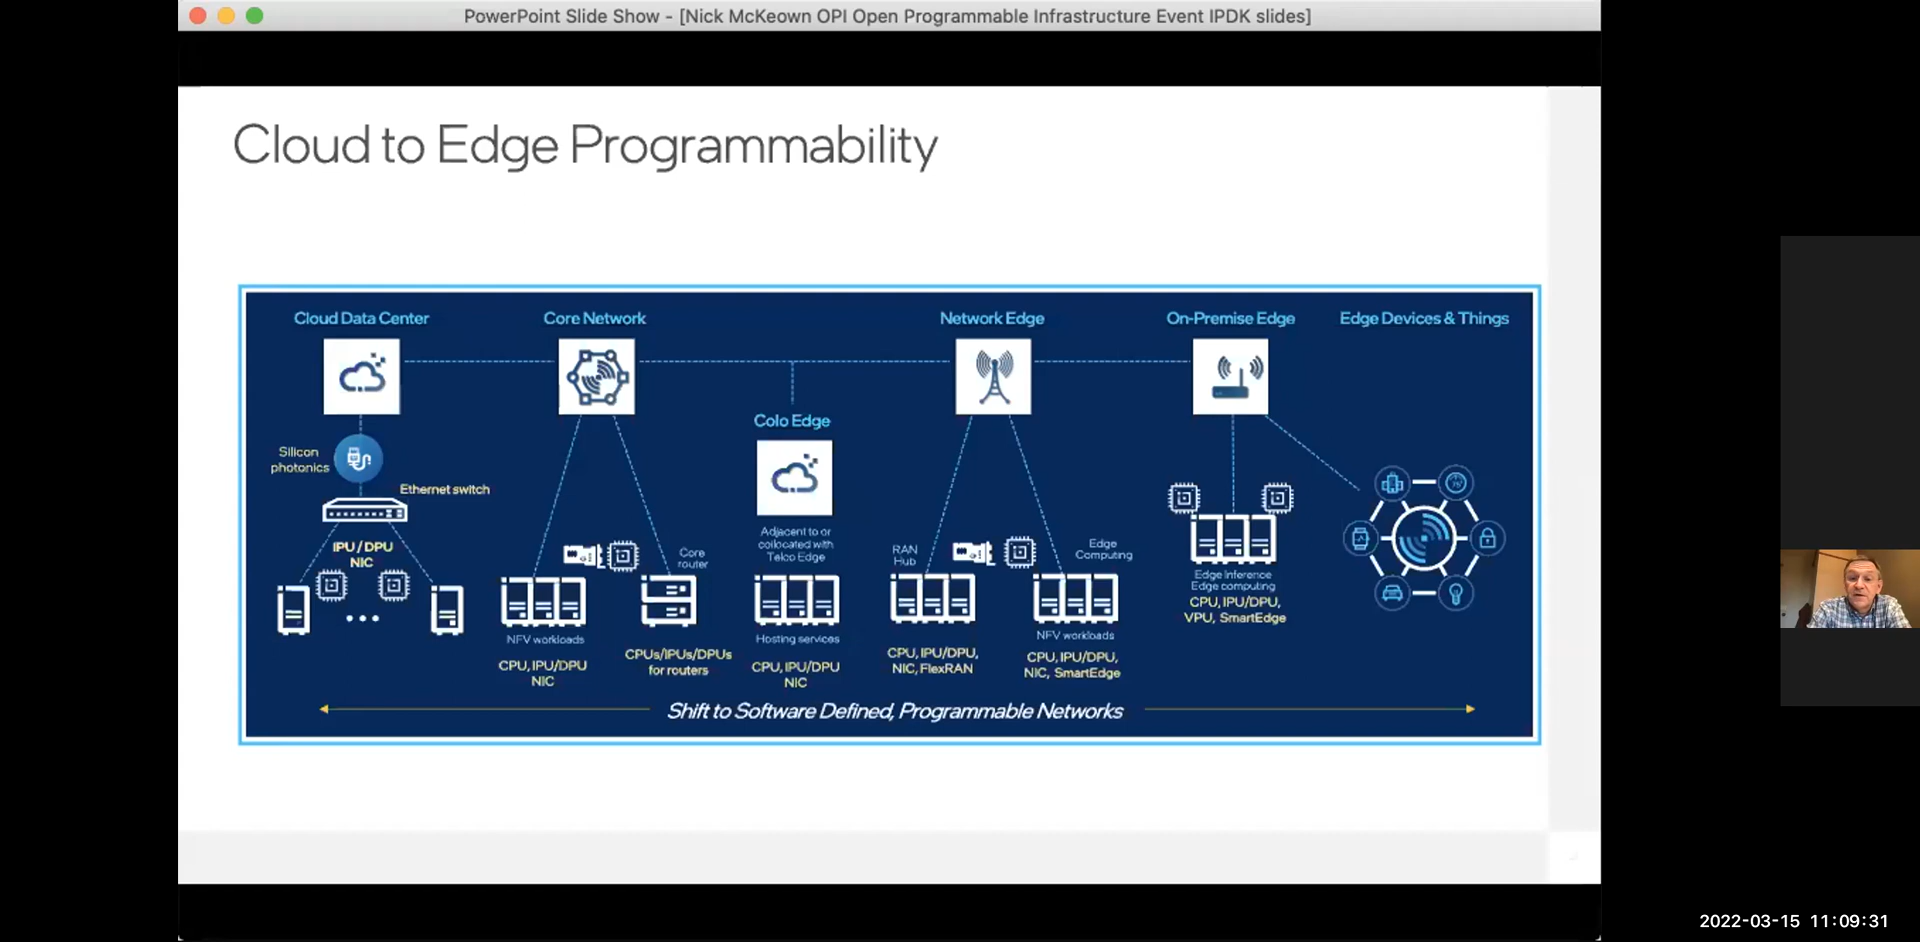 PowerPoint Slide Show - [Nick McKeown OPI Open Programmable Infrastructure Event IPDK slides]
Cloud to Edge Programmability
Cloud Data Center
Core Network
Network Edge
On-Premise Edge
Edge Devices & Things
Colo Edge
Silicon
photonics
Ethernet switch
IPU / DPU
NIC
Core
router
NFV workloads
CPU, IPU/DPU
NIC
CPUs/IPUs/DPUs
for routers
Adjacent to or
collocated with
Telco Edge
Hosting services
CPU, IPU/DPU
NIC
RAN
Hub
CPU, IPU/DPU,
NIC, FlexRAN
Edge
Computing
NFV workloads
CPU, IPU/DPU,
NIC, SmartEdge
Edge Inference
Edge computing
CPU, IPU/DPU,
VPU, SmartEdge
Shift to Software Defined, Programmable Networks
2022-03-15 11:09:31